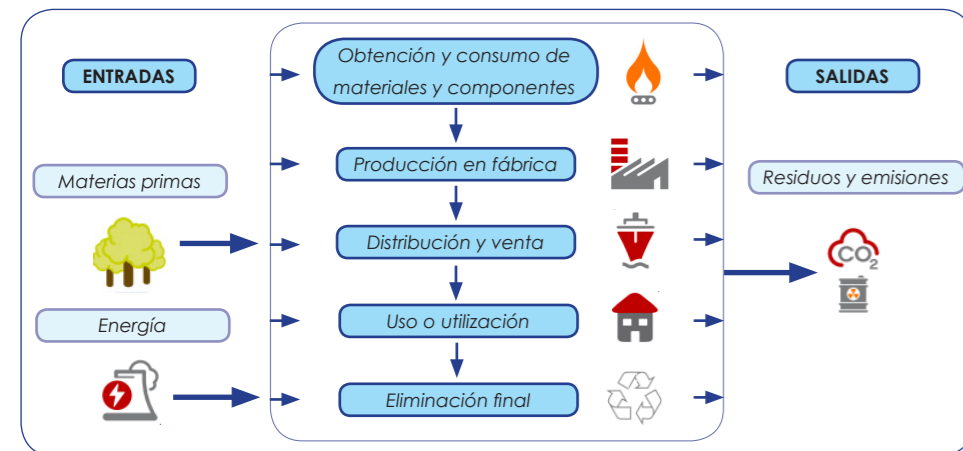 ENTRADAS
Materias primas
Energía
Obtención y consumo de
materiales y componentes
Producción en fábrica
Distribución y venta
Uso o utilización
Eliminación final
SALIDAS
Residuos y emisiones
CO2